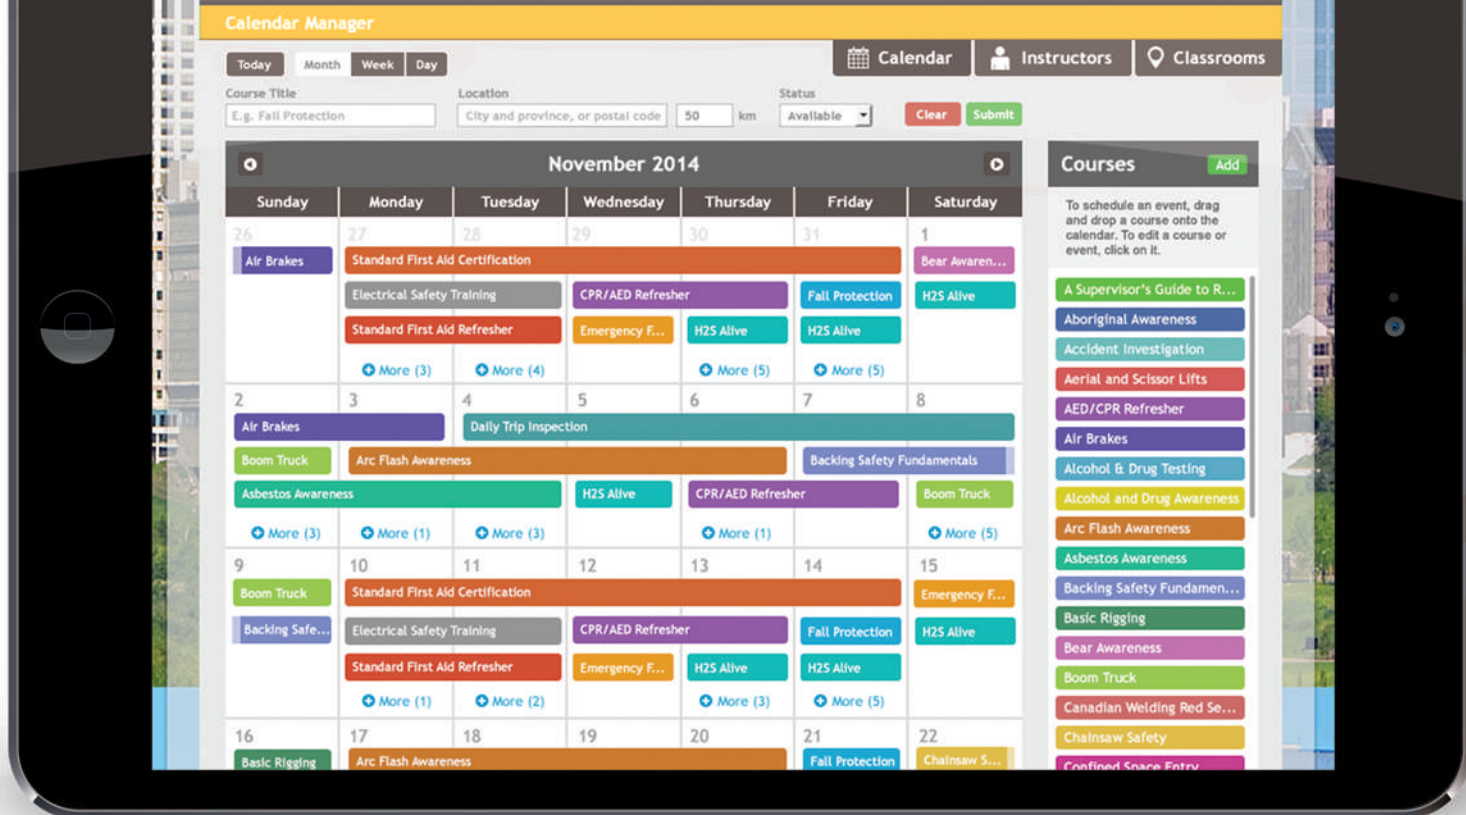 Calendar Manager
Today Month Week Day
Calendar Instructors Classrooms
Course Title Location Status
E.g. Fall Protection City and province, or postal code 50 km Available Clear Submit
November 2014
Sunday Monday Tuesday Wednesday Thursday Friday Saturday
26 27 28 29 30 31 1
Air Brakes Standard First Aid Certification Bear Awaren...
Electrical Safety Training CPR/AED Refresher Fall Protection H2S Alive
Standard First Aid Refresher Emergency F... H2S Alive H2S Alive
More (3) More (4) More (5) More (5)
2 3 4 5 6 7 8
Air Brakes Daily Trip Inspection
Boom Truck Arc Flash Awareness Backing Safety Fundamentals
Asbestos Awareness H2S Alive CPR/AED Refresher Boom Truck
More (3) More (1) More (3) More (1) More (5)
9 10 11 12 13 14 15
Boom Truck Standard First Aid Certification Emergency F...
Backing Safe... Electrical Safety Training CPR/AED Refresher Fall Protection H2S Alive
Standard First Aid Refresher Emergency F... H2S Alive H2S Alive
More (1) More (2) More (3) More (5)
16 17 18 19 20 21 22
Basic Rigging Arc Flash Awareness Fall Protection Chainsaw S...
Courses Add
To schedule an event, drag
and drop a course onto the
calendar. To edit a course or
event, click on it.
A Supervisor's Guide to R...
Aboriginal Awareness
Accident Investigation
Aerial and Scissor Lifts
AED/CPR Refresher
Air Brakes
Alcohol & Drug Testing
Alcohol and Drug Awareness
Arc Flash Awareness
Asbestos Awareness
Backing Safety Fundamen...
Basic Rigging
Bear Awareness
Boom Truck
Canadian Welding Red Se...
Chainsaw Safety
Confined Space Entry